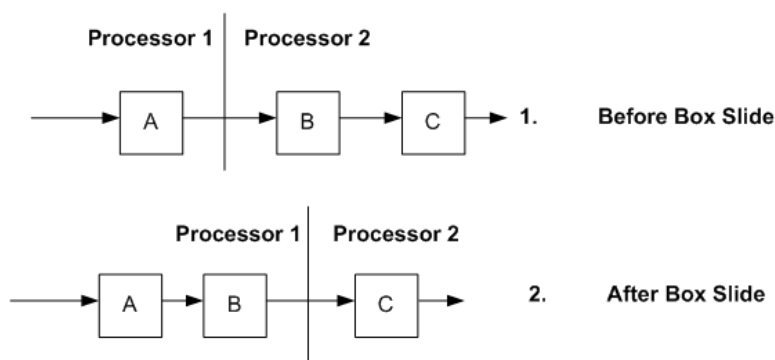 Processor 1 Processor 2
A B C 1. Before Box Slide
Processor 1 Processor 2
A B C 2. After Box Slide